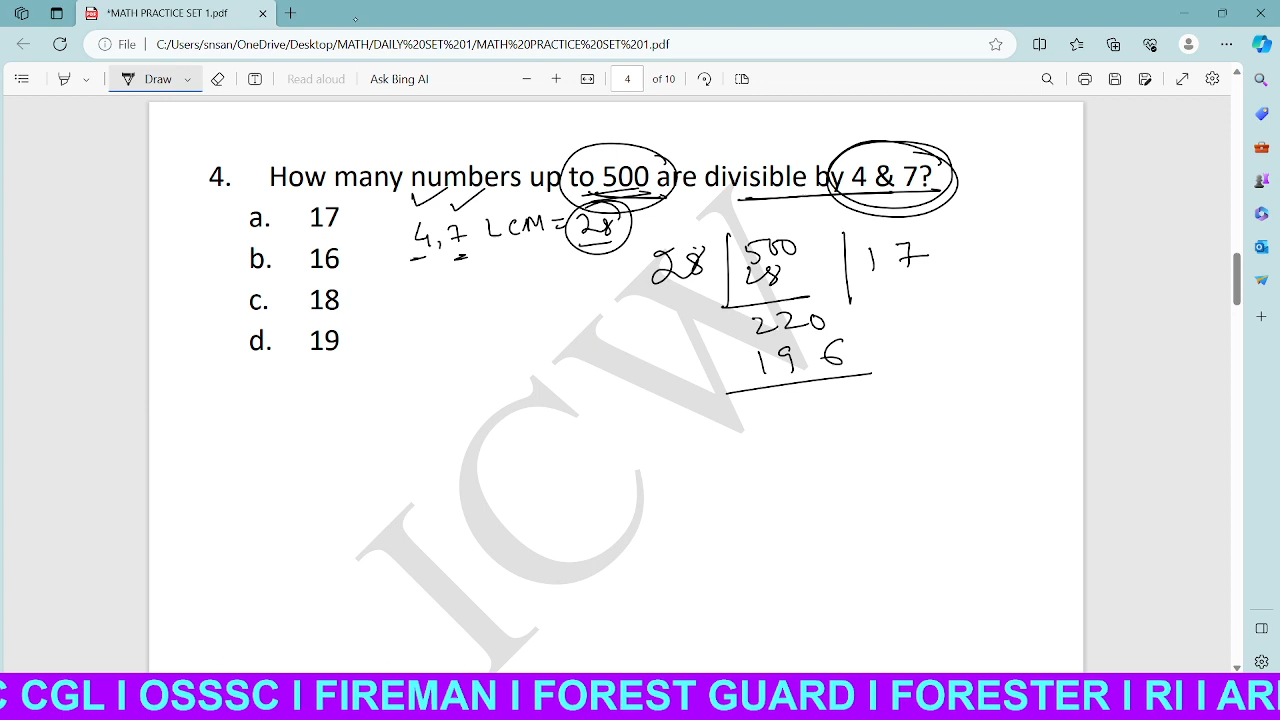 *MATH PRACTICE SET 1.pdf
File C:/Users/snsan/OneDrive/Desktop/MATH/DAILY%20SET%201/MATH%20PRACTICE%20SET%201.pdf
Draw Read aloud Ask Bing AI 4 of 10
4. How many numbers up to 500 are divisible by 4 & 7?
a. 17
4, 7 LCM = 28
b. 16
28 500 17
28
c. 18
220
d. 19
196
ICW
C CGL I OSSSC I FIREMAN I FOREST GUARD I FORESTER I RI I ARI